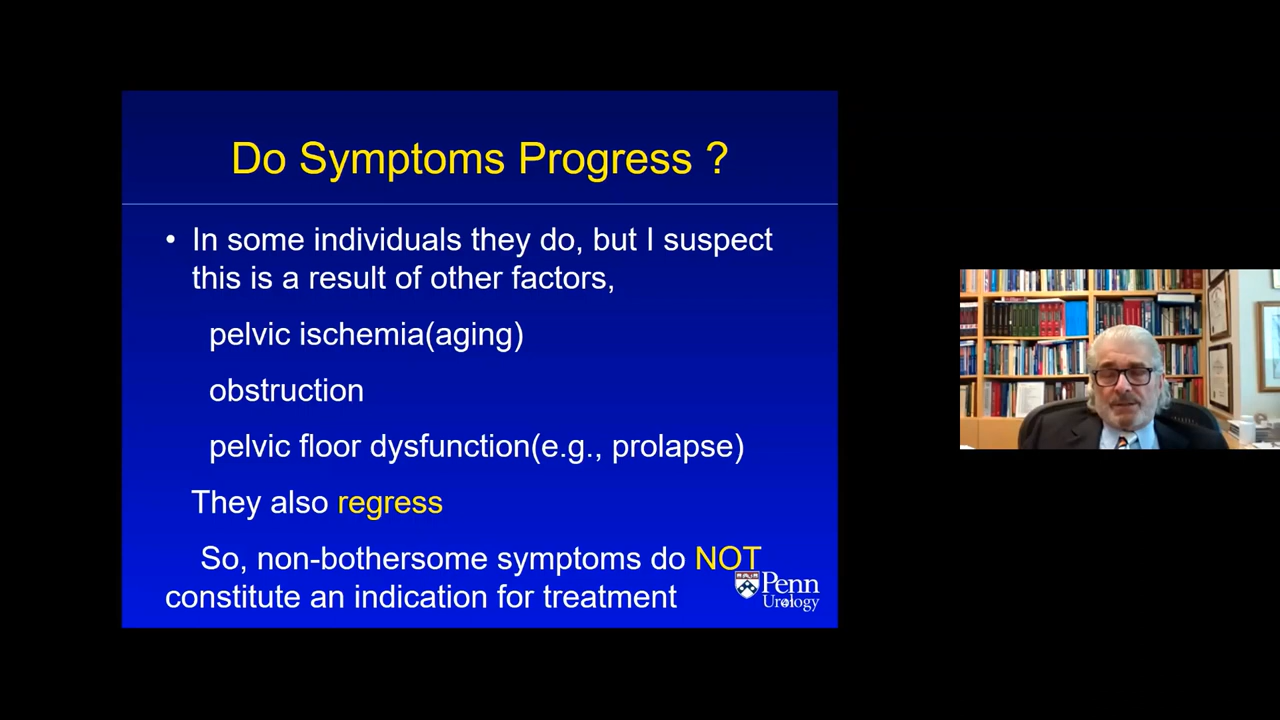 Do Symptoms Progress ?
• In some individuals they do, but I suspect
this is a result of other factors,
pelvic ischemia(aging)
obstruction
pelvic floor dysfunction(e.g., prolapse)
They also regress
So, non-bothersome symptoms do NOT
constitute an indication for treatment
Penn
Urology